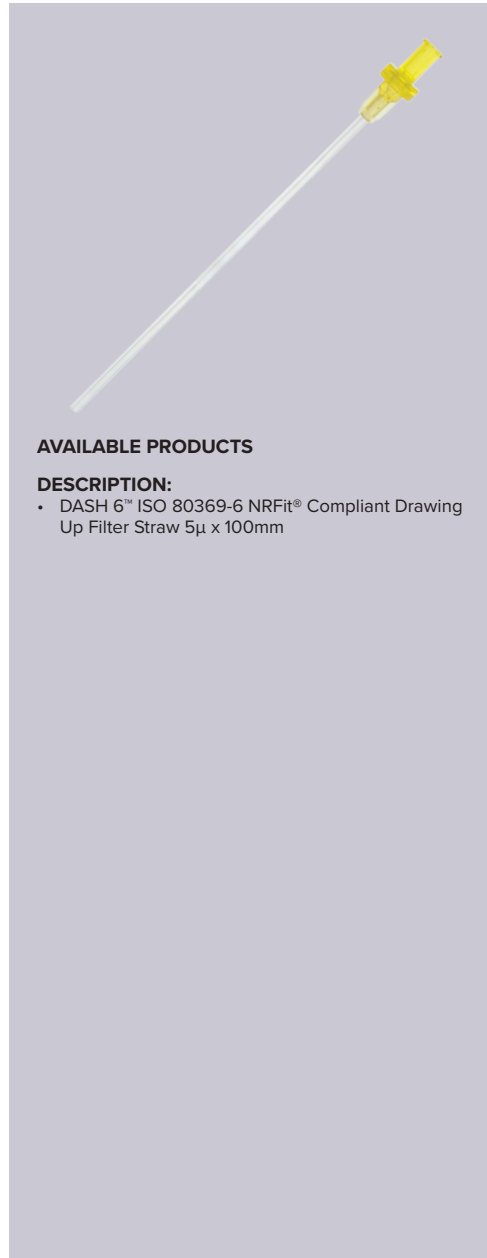 AVAILABLE PRODUCTS
DESCRIPTION:
• DASH 6™ ISO 80369-6 NRFit® Compliant Drawing
Up Filter Straw 5µ x 100mm